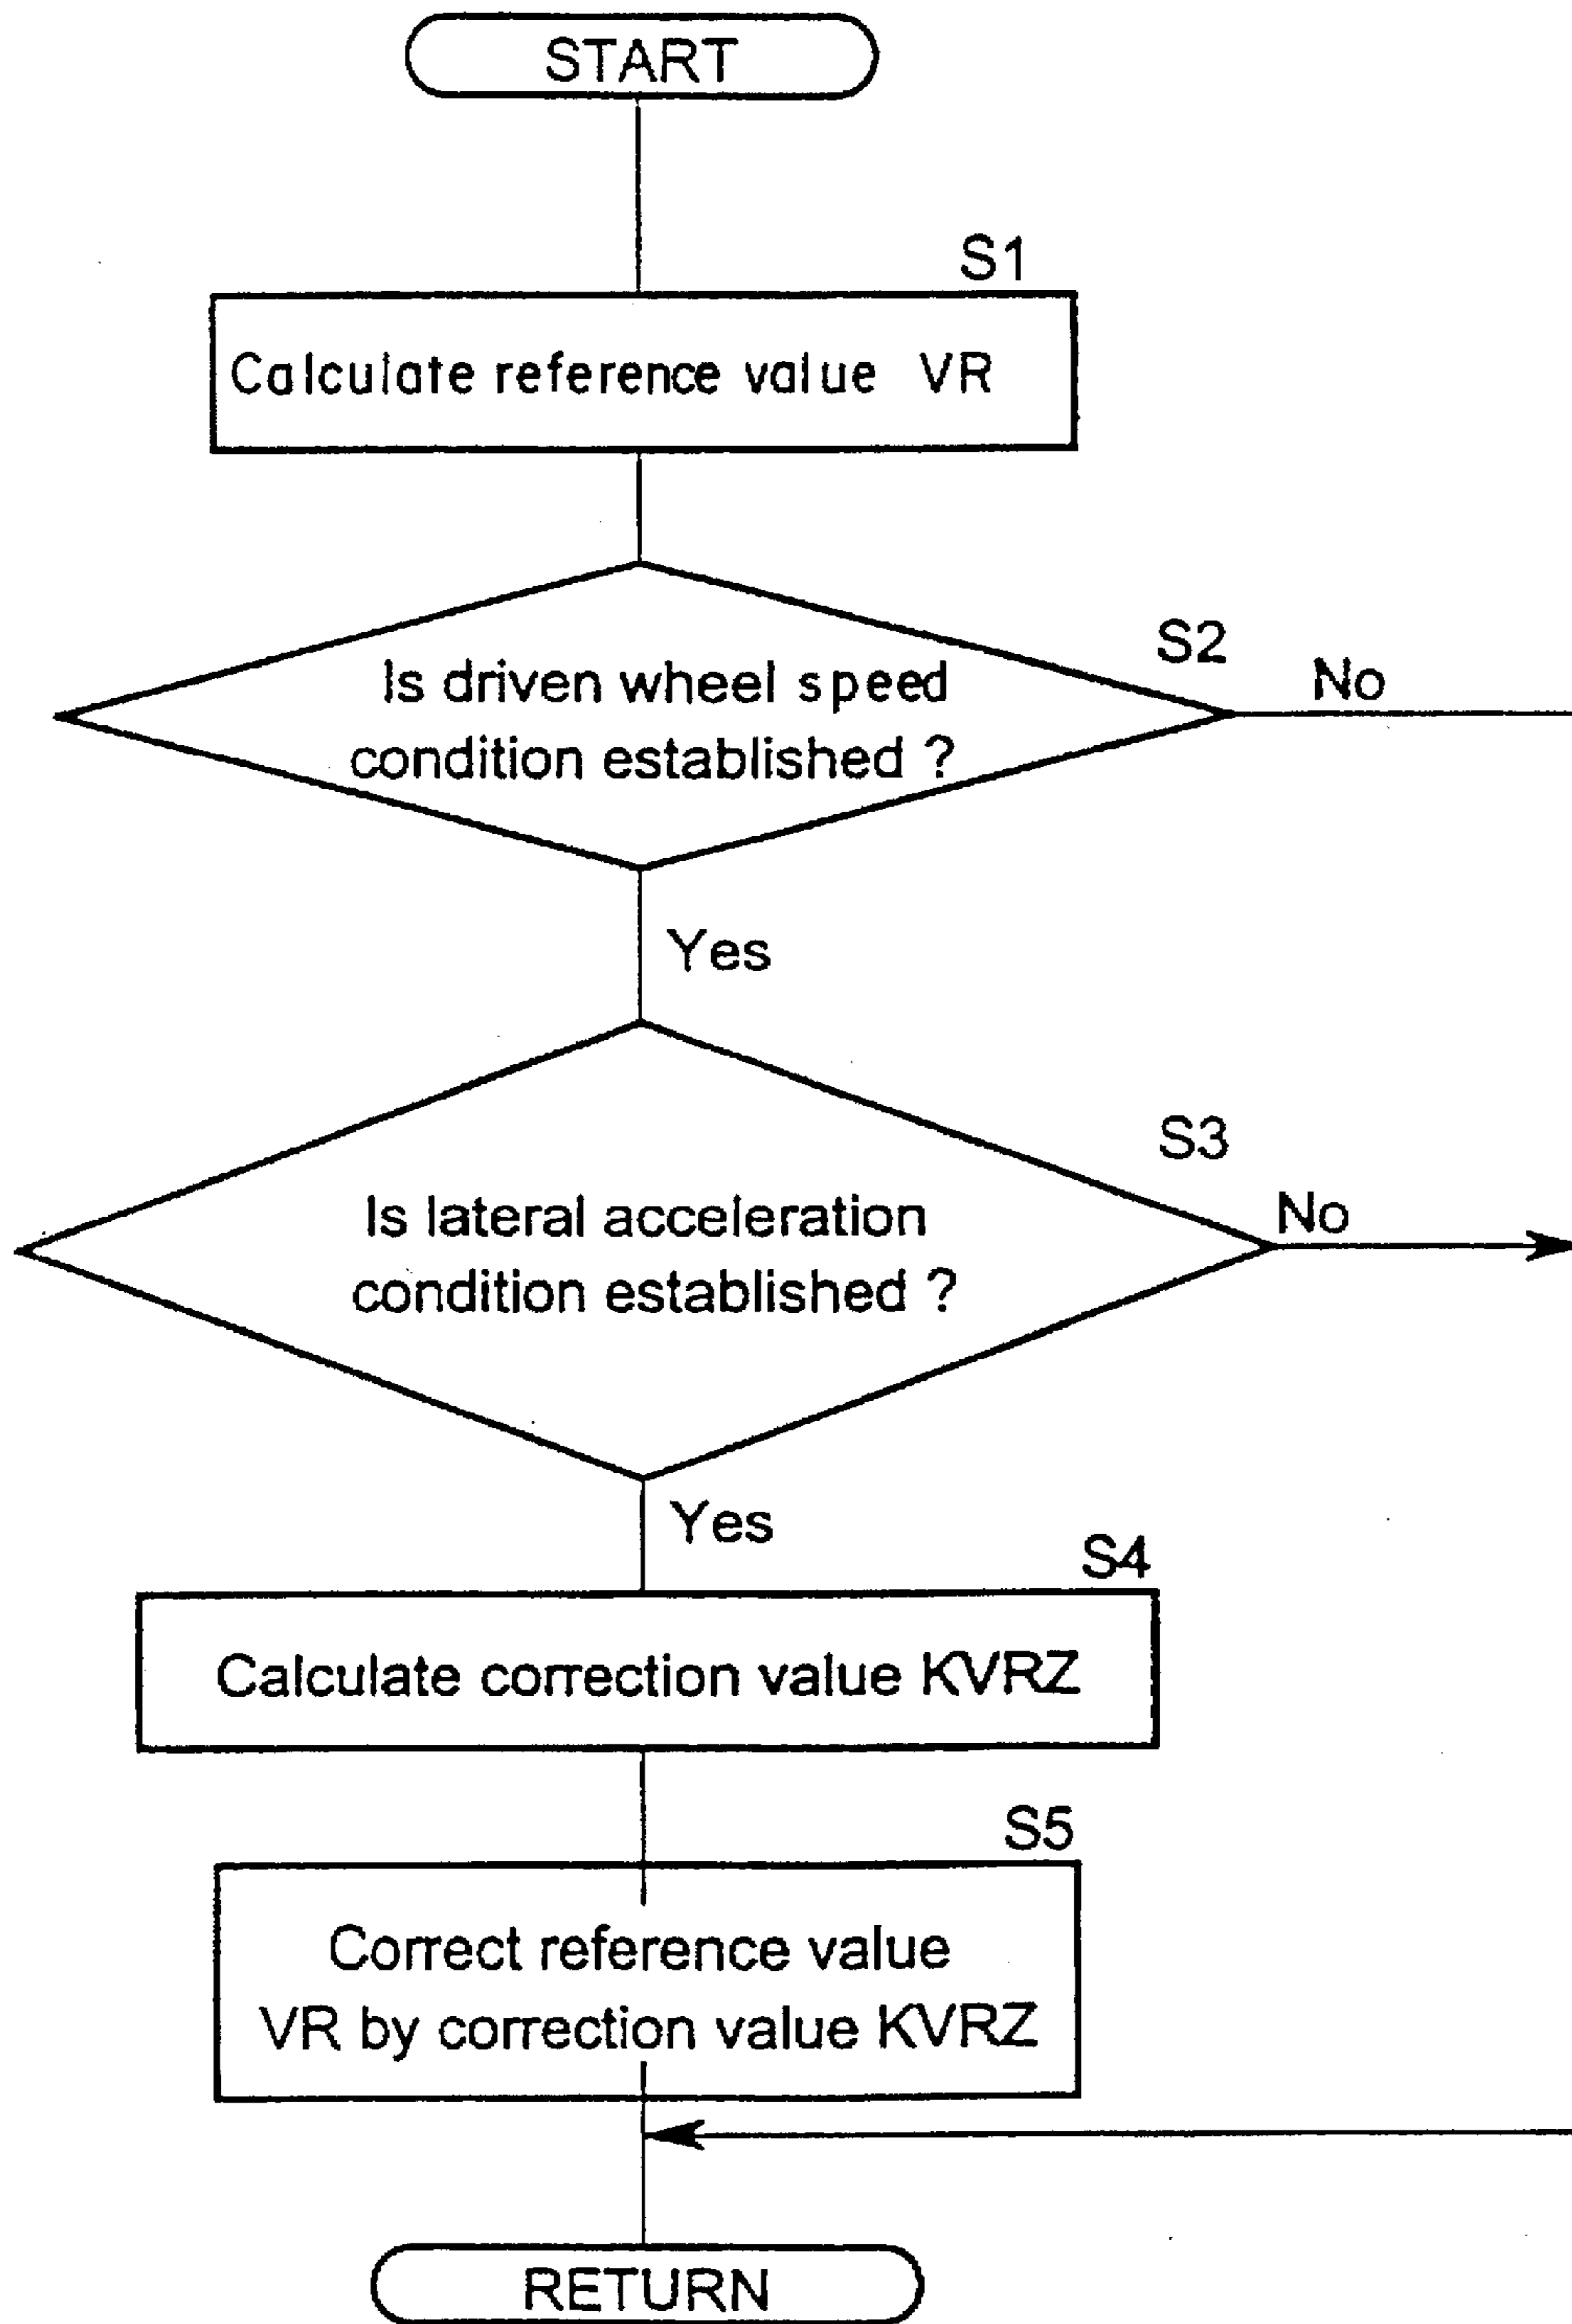 START
S1
Calculate reference value VR
S2
Is driven wheel speed
condition established ?
No
Yes
S3
Is lateral acceleration
condition established ?
No
Yes
S4
Calculate correction value KVRZ
S5
Correct reference value
VR by correction value KVRZ
RETURN